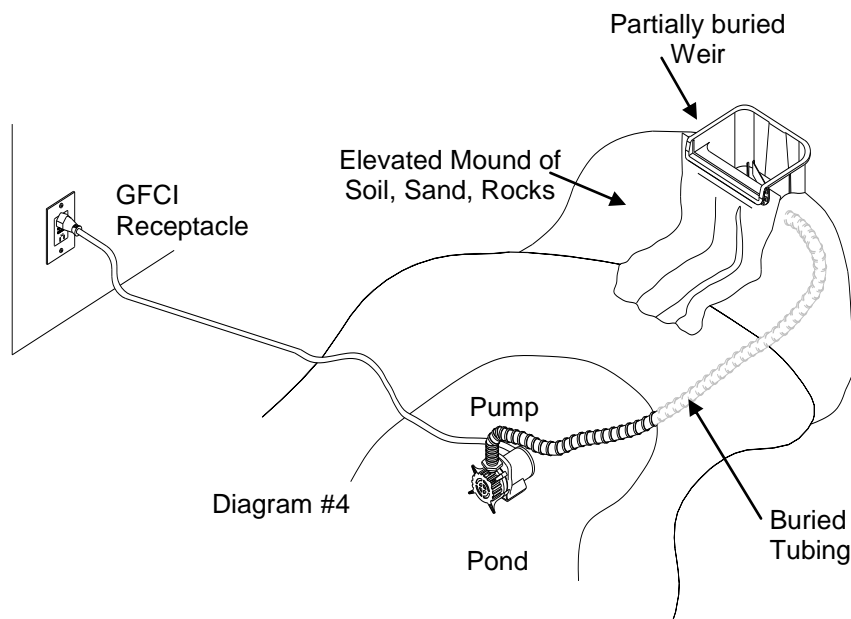 Partially buried
Weir
Elevated Mound of
Soil, Sand, Rocks
GFCI
Receptacle
Pump
Diagram #4
Buried
Tubing
Pond